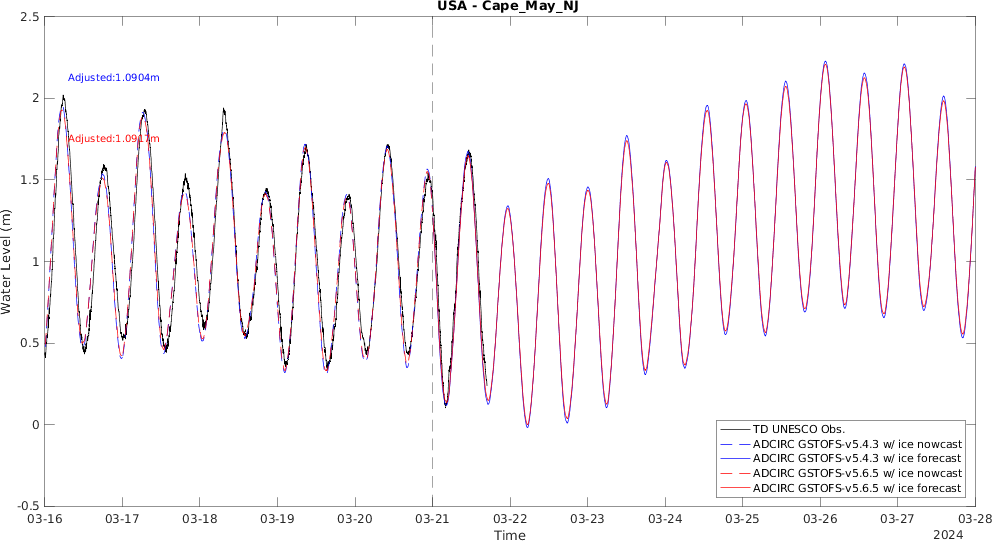 USA - Cape_May_NJ
2.5
2
1.5
1
0.5
0
-0.5
Water Level (m)
Adjusted:1.0904m
Adjusted:1.0917m
TD UNESCO Obs.
ADCIRC GSTOFS-v5.4.3 w/ ice nowcast
ADCIRC GSTOFS-v5.4.3 w/ ice forecast
ADCIRC GSTOFS-v5.6.5 w/ ice nowcast
ADCIRC GSTOFS-v5.6.5 w/ ice forecast
03-16 03-17 03-18 03-19 03-20 03-21 03-22 03-23 03-24 03-25 03-26 03-27 03-28
Time
2024